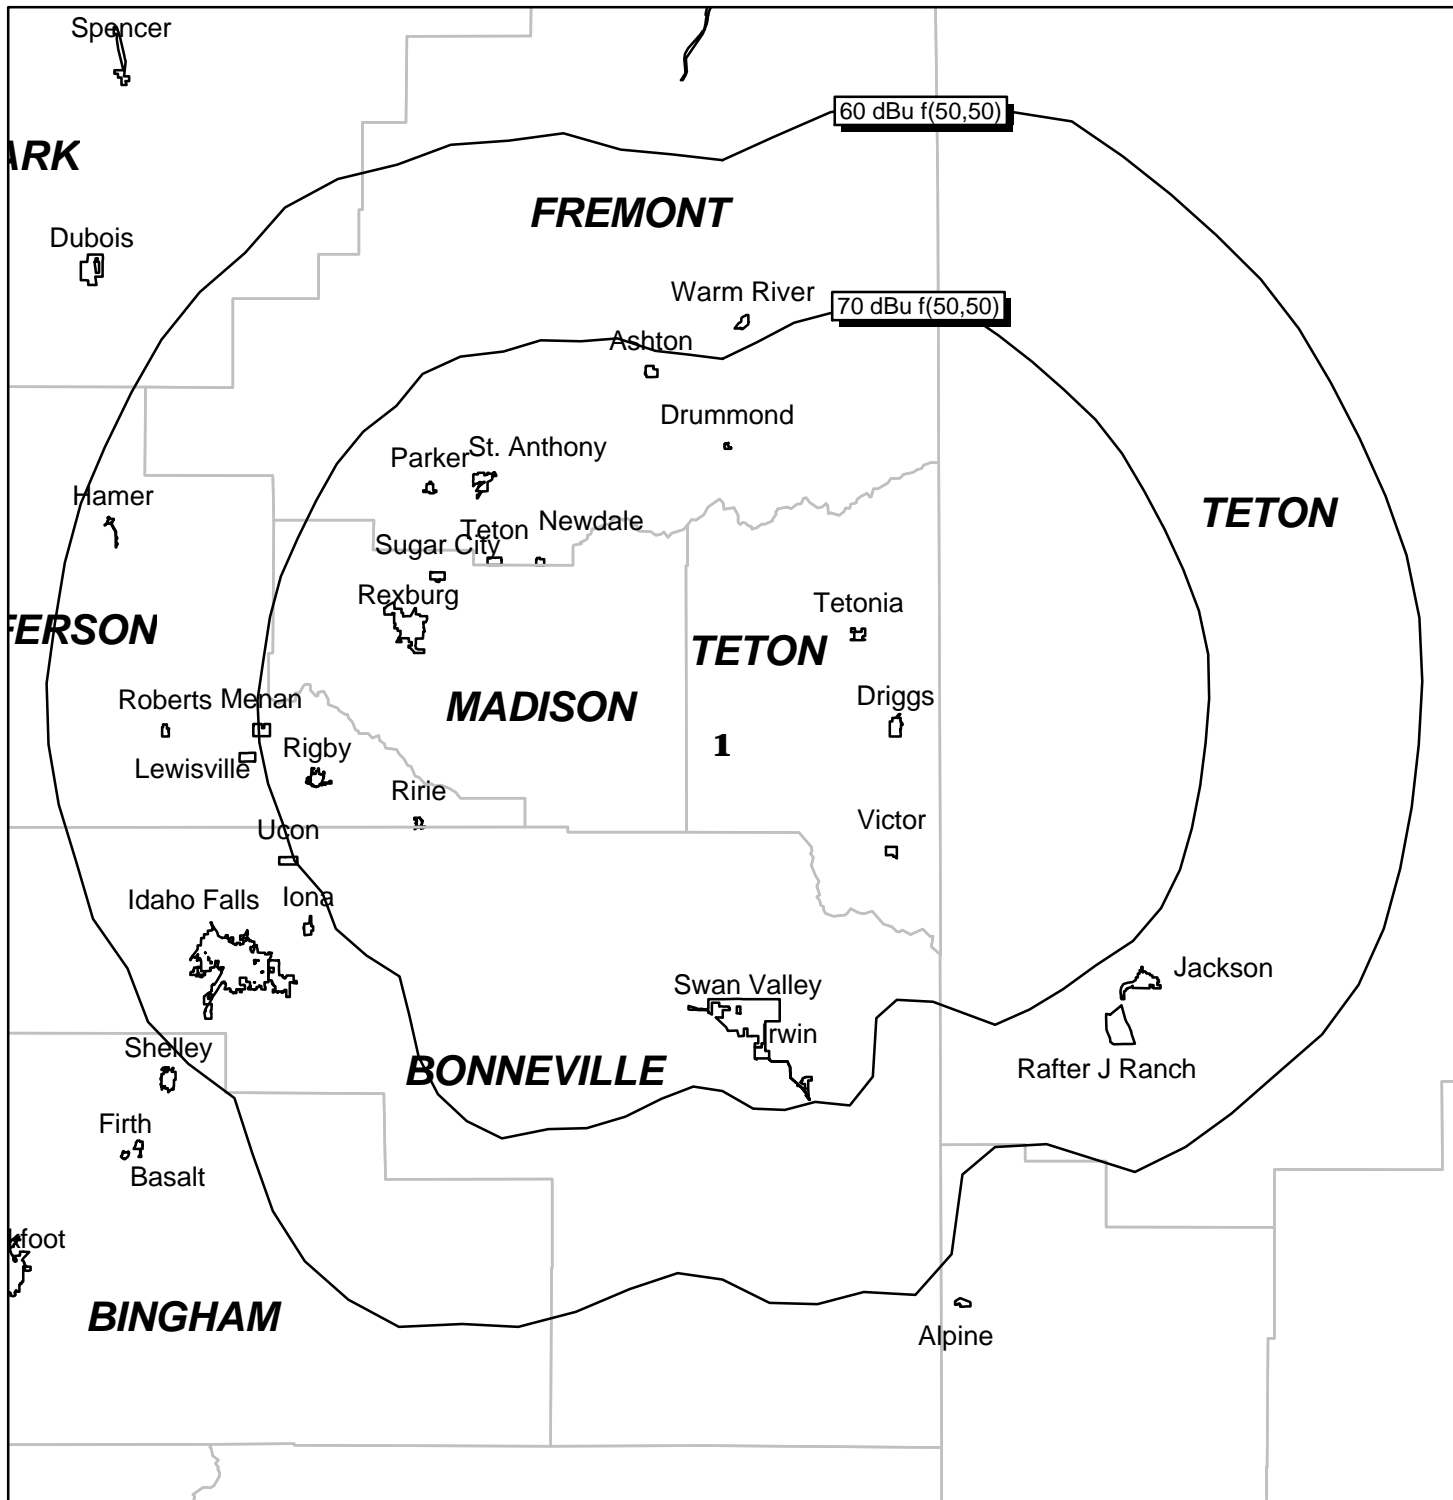 Spencer
60 dBu f(50,50)
ARK
FREMONT
Dubois
Warm River
70 dBu f(50,50)
Ashton
Drummond
St. Anthony
Parker
Hamer
TETON
Newdale
Teton
Sugar City
Rexburg
Tetonia
FERSON
TETON
Driggs
Roberts
Menan
MADISON
1
Rigby
Lewisville
Ririe
Victor
Ucon
Iona
Idaho Falls
Jackson
Swan Valley
rwin
Shelley
BONNEVILLE
Rafter J Ranch
Firth
Basalt
kfoot
BINGHAM
Alpine